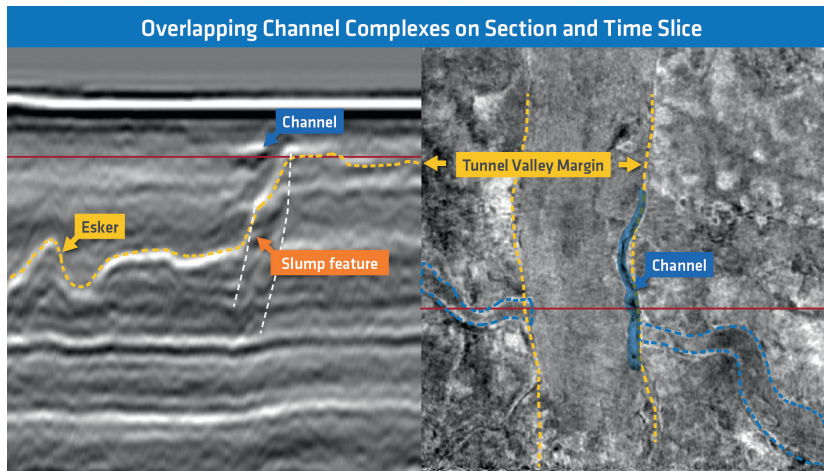 Overlapping Channel Complexes on Section and Time Slice
Channel
Esker
Slump feature
Tunnel Valley Margin
Channel